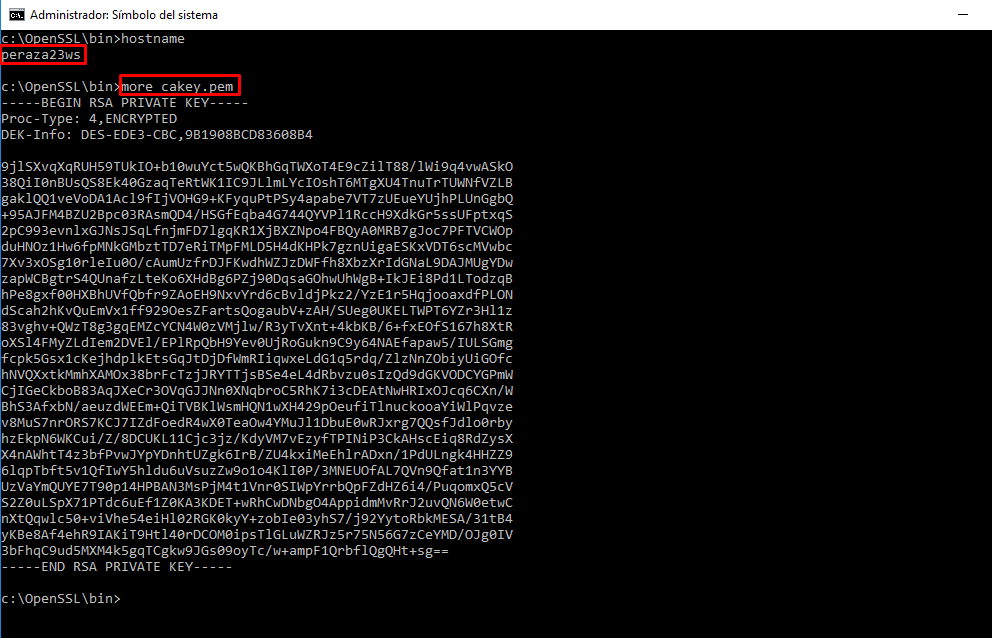 Administrador: Símbolo del sistema
c:\OpenSSL\bin>hostname
peraza23ws
c:\OpenSSL\bin>more cakey.pem
-----BEGIN RSA PRIVATE KEY-----
Proc-Type: 4,ENCRYPTED
DEK-Info: DES-EDE3-CBC,9B1908BCD83608B4
9jlSXvqXqRUH59TUkIO+b10wuYct5wQKBhGqTWXoT4E9cZilT88/lWi9q4vwASkO
38QiI0nBUsQS8Ek40GzaqTeRtWK1IC9JLlmLYcIOshT6MTgXU4TnuTrTUWNfVZLB
gaklQQ1veVoDA1Acl9fIjVOHG9+KFyquPtPSy4apabe7VT7zUEueYUjhPLUnGgbQ
+95AJFM4BZU2Bpc03RAsmQD4/HSGfEqba4G744QYVPl1RccH9XdkGr5ssUFptxqS
2pC993evnlxGJNsJSqLfnjmFD7lgqKR1XjBXZNpo4FBQyA0MRB7gJoc7PFTVCWOp
duHNOz1Hw6fpMNkGMbztTD7eRiTMpFMLD5H4dKHPk7gznUigaESKxVDT6scMVwbc
7Xv3xOSg10rleIu0O/cAumUzfrDJFKwdhWZJzDWFfh8XbzXrIdGNaL9DAJMUgYDw
zapWCBgtrS4QUnafzLteKo6XHdBg6PZj90DqsaGOhwUhWgB+IkJEi8Pd1LTodzqB
hPe8gxf00HXBhUVfQbfr9ZAoEH9NxvYrd6cBvldjPkz2/YzE1r5HqjooaxdfPLON
dScah2hKvQuEmVx1ff929OesZFartsQogaubV+zAH/SUeg0UKELTWPT6YZr3Hl1z
83vghv+QWzT8g3gqEMZcYCN4W0zVMjlw/R3yTvXnt+4kbKB/6+fxEOfS167h8XtR
oXSl4FMyZLdIem2DVEl/EPlRpQbH9Yev0UjRoGukn9C9y64NAEfapaw5/IULSGmg
fcpk5Gsx1cKejhdplkEtsGqJtDjDfWmRIiqwxeLdG1q5rdq/ZlzNnZObiyUiGOfc
hNVQXxtkMmhXAMOx38brFcTzjJRYTTjsBSe4eL4dRbvzu0sIzQd9dGKVODCYGPmW
CjIGeCkboB83AqJXeCr3OVqGJJNn0XNqbroC5RhK7i3cDEAtNwHRIxOJcq6CXn/W
BhS3AfxbN/aeuzdWEEm+QiTVBKlWsmHQN1wXH429pOeufiTlnuckooaYiWlPqvze
v8MuS7nrORS7KCJ7IZdFoedR4wX0TeaOw4YMuJl1DbuE0wRJxrg7QQsfJdlo0rby
hzEkpN6WKCui/Z/8DCUKL11Cjc3jz/KdyVM7vEzyfTPINiP3CkAHscEiq8RdZysX
X4nAWhtT4z3bfPvwJYpYDnhtUZgk6IrB/ZU4kxiMeEhlrADxn/1PdULngk4HHZZ9
6lqpTbft5v1QfIwY5hldu6uVsuzZw9o1o4KlI0P/3MNEUOfAL7QVn9Qfat1n3YYB
UzVaYmQUYE7T90p14HPBAN3MsPjM4t1Vnr0SIWpYrrbQpFZdHZ6i4/PuqomxQ5cV
S2Z0uLSpX71PTdc6uEf1Z0KA3KDET+wRhCwDNbgO4AppidmMvRrJ2uvQN6W0etwC
nXtQqwlc50+viVhe54eiHl02RGK0kyY+zobIe03yhS7/j92YytoRbkMESA/31tB4
yKBe8Af4ehR9IAKiT9Htl40rDCOM0ipsTlGLuWZRJz5r75N56G7zCeYMD/OJg0IV
3bFhqC9ud5MXM4k5gqTCgkw9JGs09oyTc/w+ampF1QrbflQgQHt+sg==
-----END RSA PRIVATE KEY-----
c:\OpenSSL\bin>